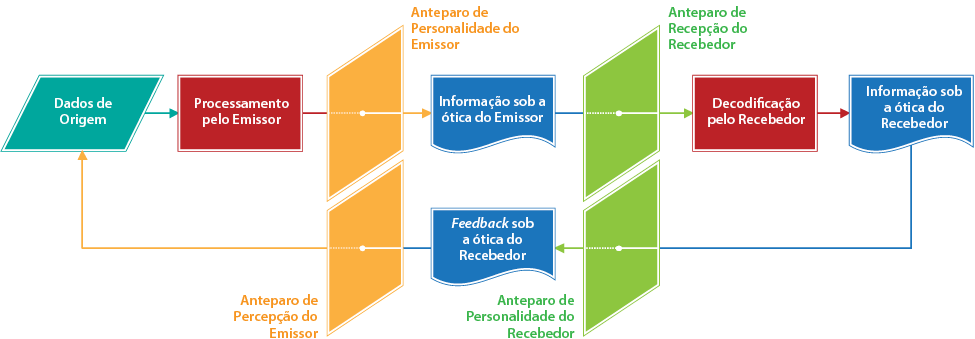 Anteparo de
Personalidade do
Emissor
Anteparo de
Recepção do
Recebedor
Dados de
Origem
Processamento
pelo Emissor
Informação sob a
ótica do Emissor
Decodificação
pelo Recebedor
Informação sob
a ótica do
Recebedor
Feedback sob
a ótica do
Recebedor
Anteparo de
Percepção do
Emissor
Anteparo de
Personalidade do
Recebedor